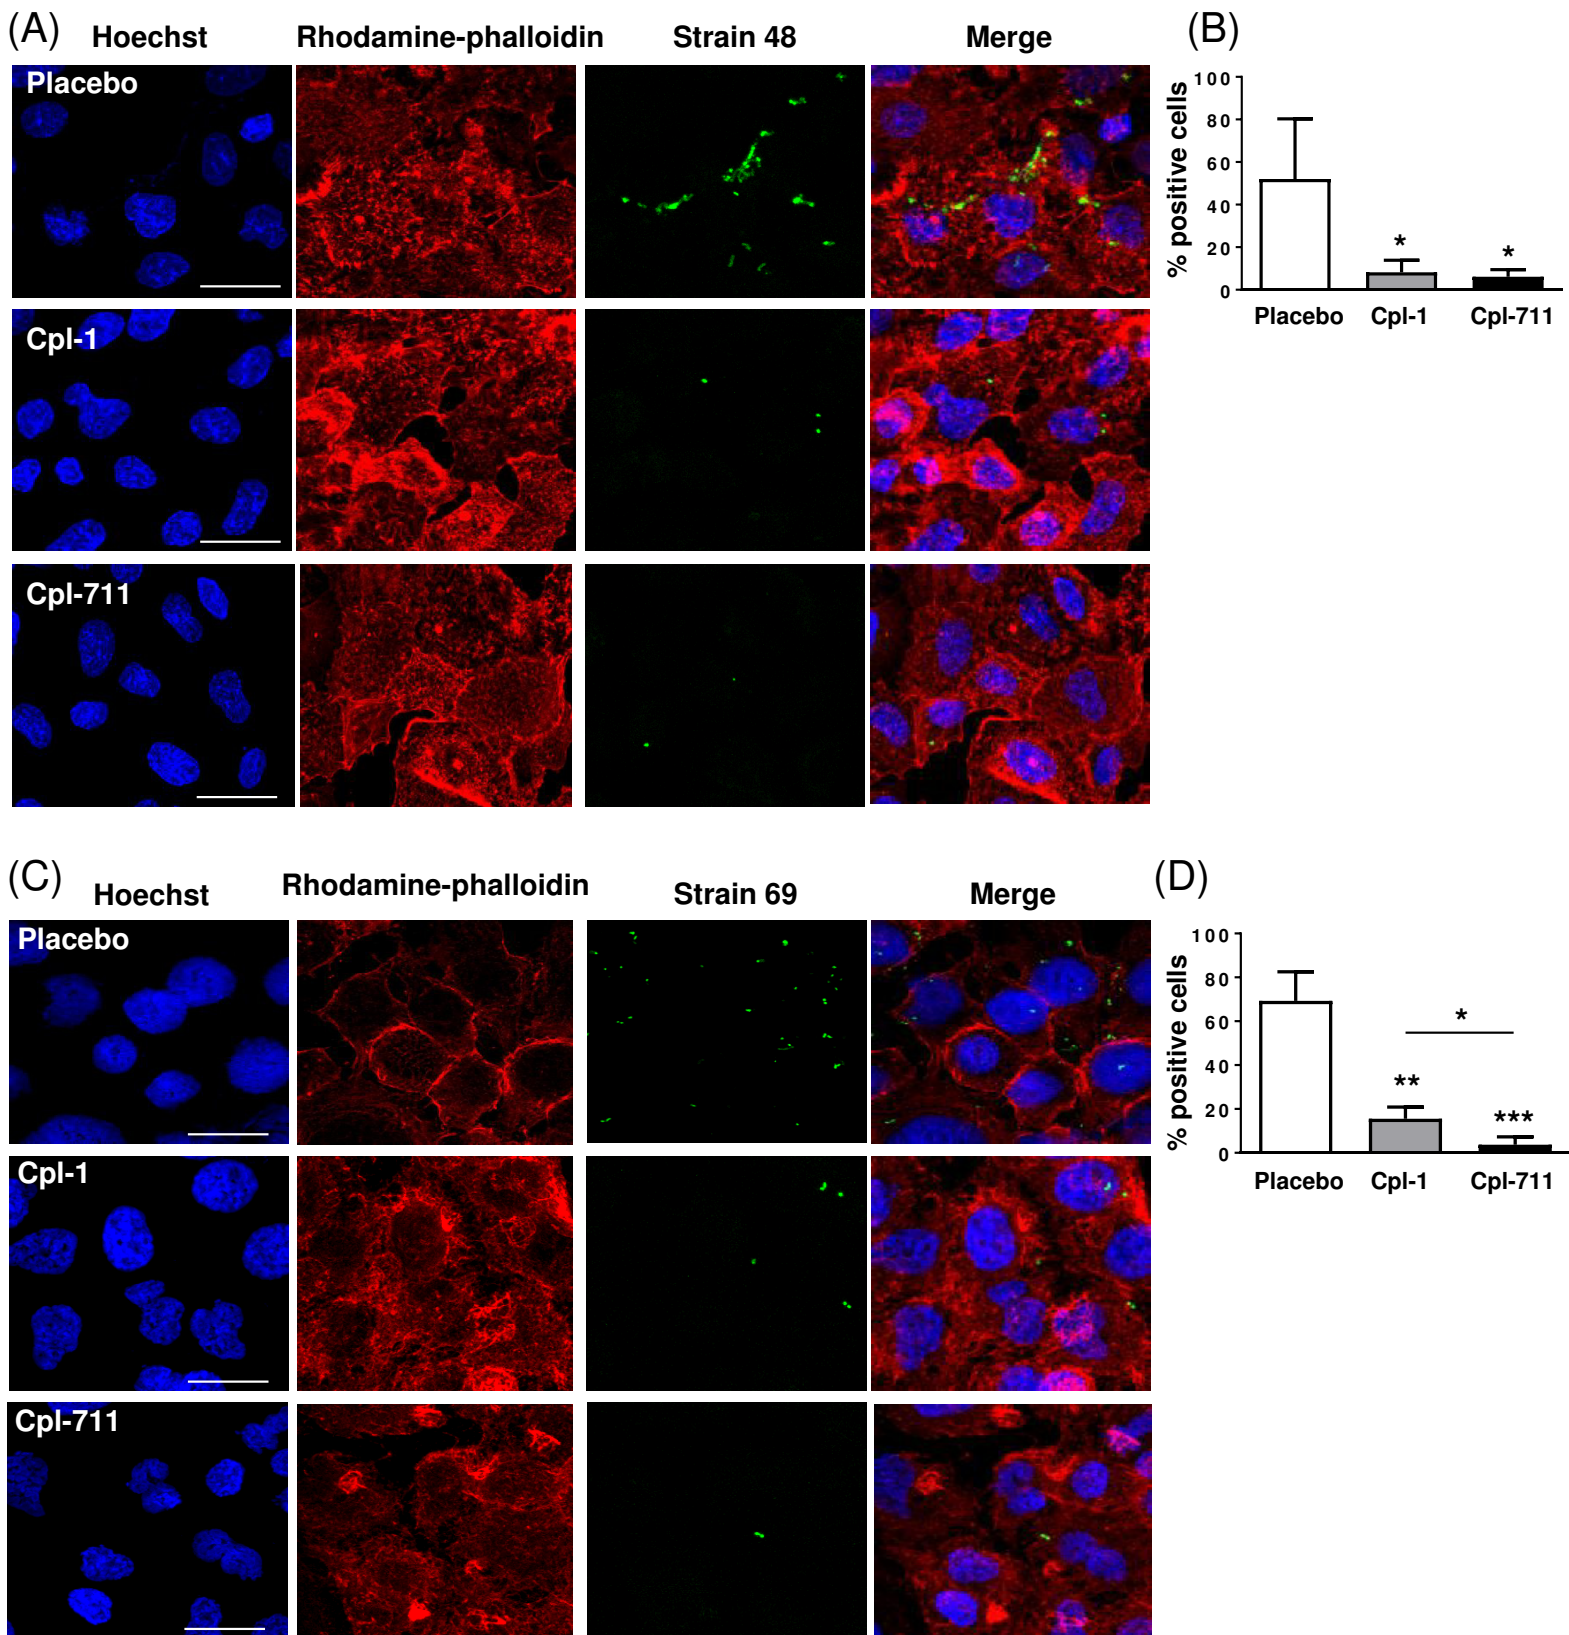 (A) Hoechst Rhodamine-phalloidin Strain 48 Merge
Placebo
Cpl-1
Cpl-711
(B)
% positive cells
100
80
60
40
20
0
*
*
Placebo Cpl-1 Cpl-711
(C) Hoechst Rhodamine-phalloidin Strain 69 Merge
Placebo
Cpl-1
Cpl-711
(D)
% positive cells
100
80
60
40
20
0
*
**
***
Placebo Cpl-1 Cpl-711